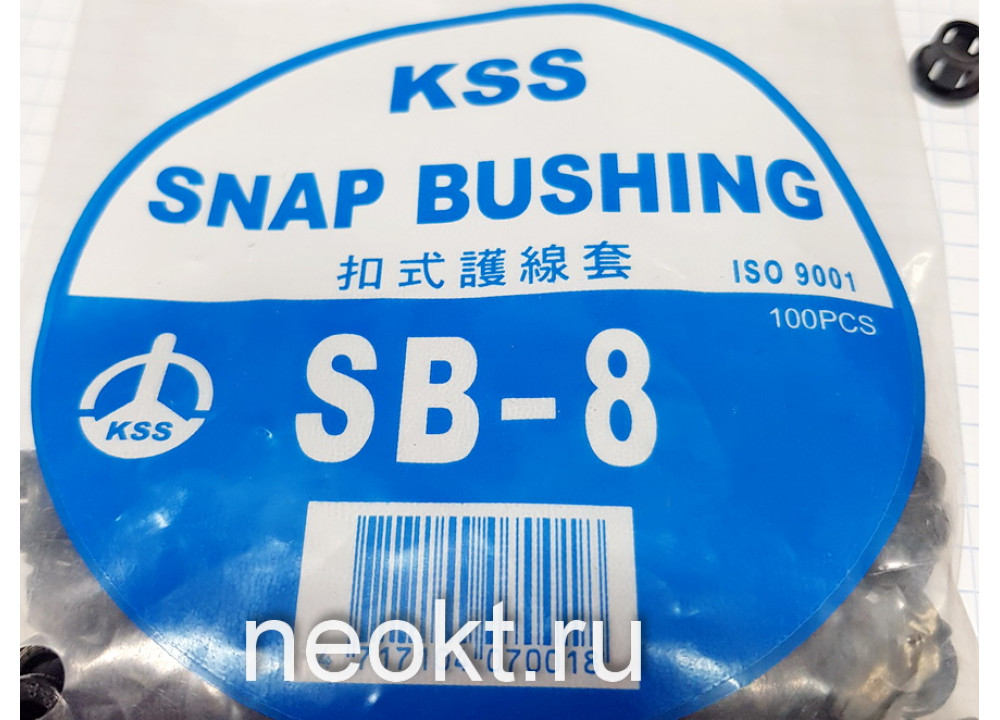 KSS
SNAP BUSHING
扣式護線套
ISO 9001
100PCS
SB-8
KSS
neokt.ru